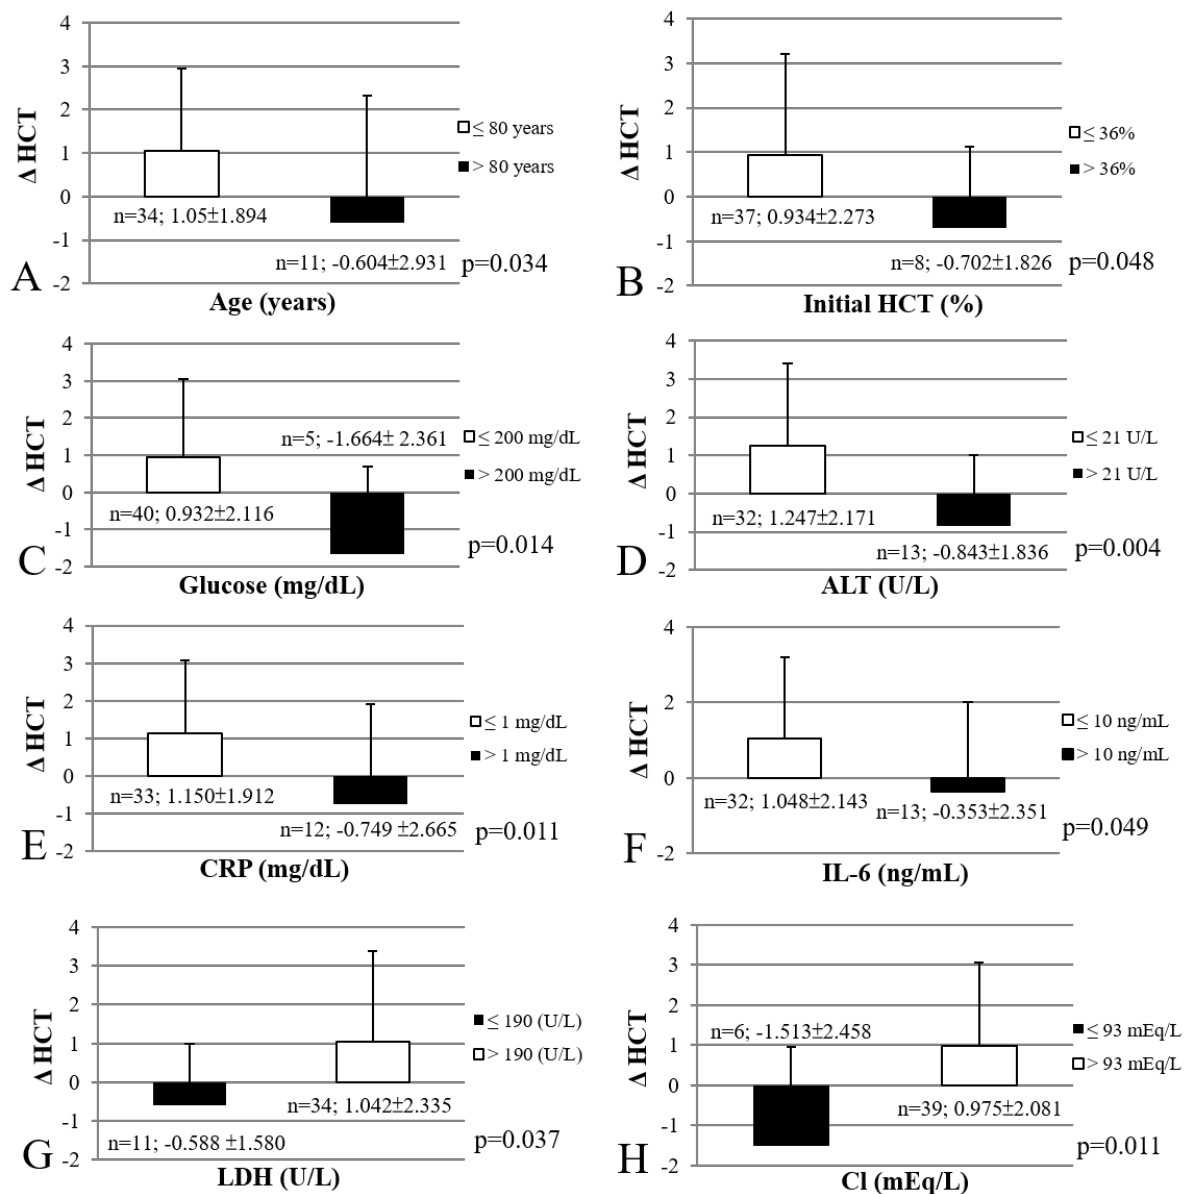 4
3
2
1
0
-1
-2
Δ HCT
≤ 80 years
> 80 years
n=34; 1.05±1.894
n=11; -0.604±2.931
p=0.034
A
Age (years)
4
3
2
1
0
-1
-2
Δ HCT
≤ 36%
> 36%
n=37; 0.934±2.273
n=8; -0.702±1.826
p=0.048
B
Initial HCT (%)
4
3
2
1
0
-1
-2
Δ HCT
n=5; -1.664± 2.361
≤ 200 mg/dL
> 200 mg/dL
n=40; 0.932±2.116
p=0.014
C
Glucose (mg/dL)
4
3
2
1
0
-1
-2
Δ HCT
≤ 21 U/L
> 21 U/L
n=32; 1.247±2.171
n=13; -0.843±1.836
p=0.004
D
ALT (U/L)
4
3
2
1
0
-1
-2
Δ HCT
≤ 1 mg/dL
> 1 mg/dL
n=33; 1.150±1.912
n=12; -0.749 ±2.665
p=0.011
E
CRP (mg/dL)
4
2
0
-2
Δ HCT
≤ 10 ng/mL
> 10 ng/mL
n=32; 1.048±2.143
n=13; -0.353±2.351
p=0.049
F
IL-6 (ng/mL)
4
3
2
1
0
-1
-2
Δ HCT
≤ 190 (U/L)
> 190 (U/L)
n=34; 1.042±2.335
n=11; -0.588 ±1.580
p=0.037
G
LDH (U/L)
4
3
2
1
0
-1
-2
Δ HCT
n=6; -1.513±2.458
≤ 93 mEq/L
> 93 mEq/L
n=39; 0.975±2.081
p=0.011
H
Cl (mEq/L)